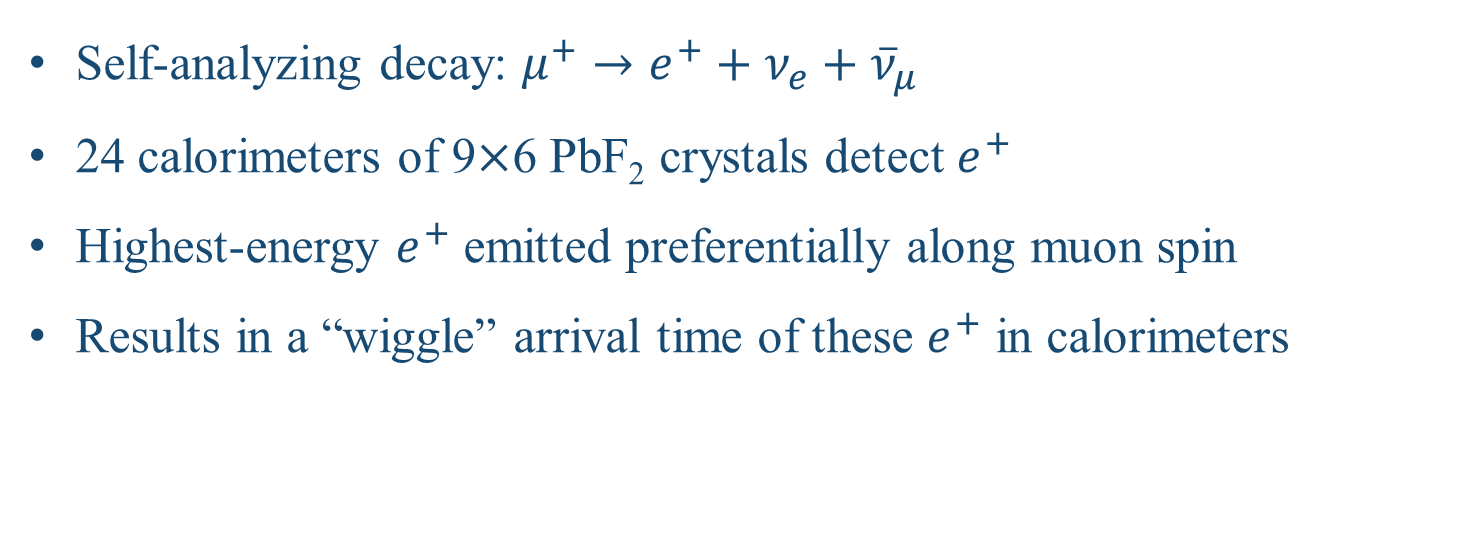 • Self-analyzing decay: 𝜇⁺ → 𝑒⁺ + 𝜈ₑ + 𝜈̄_𝜇
• 24 calorimeters of 9×6 PbF₂ crystals detect 𝑒⁺
• Highest-energy 𝑒⁺ emitted preferentially along muon spin
• Results in a “wiggle” arrival time of these 𝑒⁺ in calorimeters